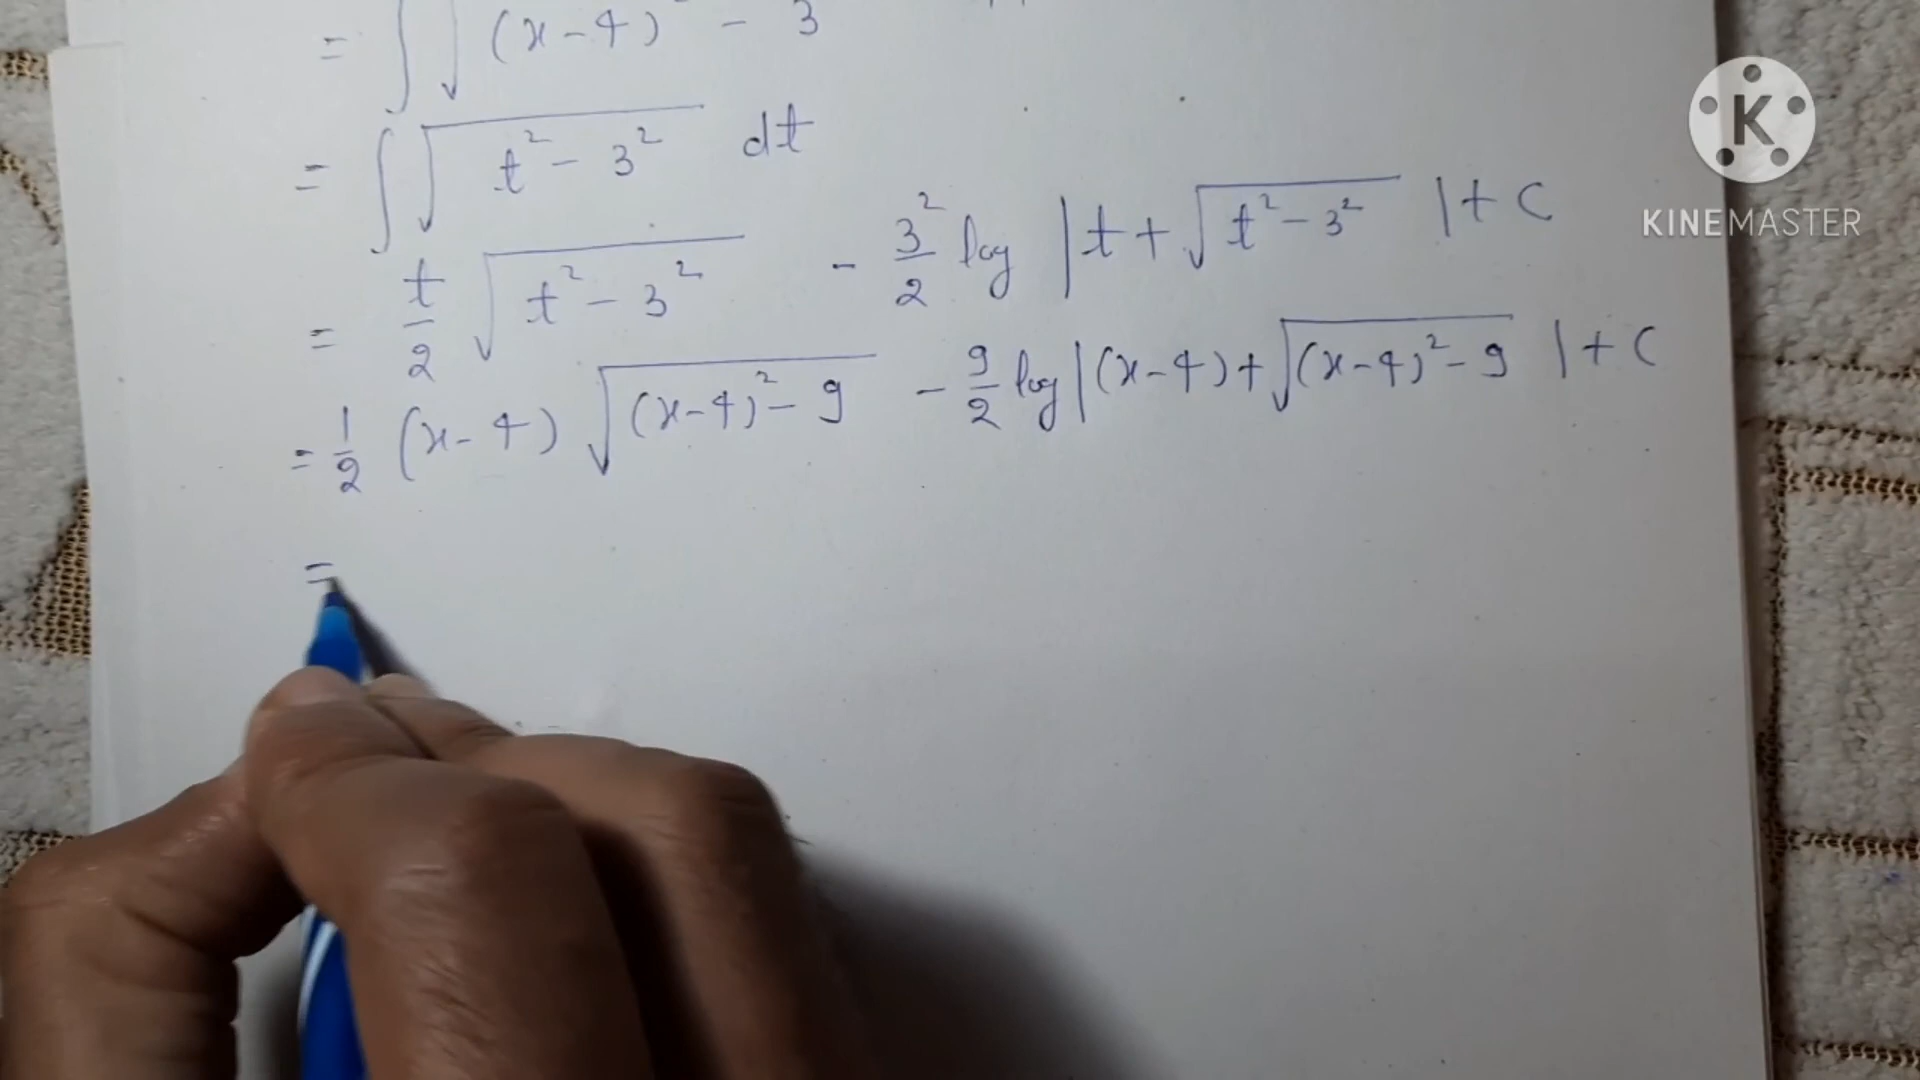 = ∫ √ (x-4)² - 3
= ∫ √ t² - 3² dt
= t/2 √ t² - 3² - 3²/2 log |t + √ t² - 3² | + C
= 1/2 (x-4) √ (x-4)² - 9 - 9/2 log |(x-4) + √ (x-4)² - 9 | + C
=
K
KINEMASTER